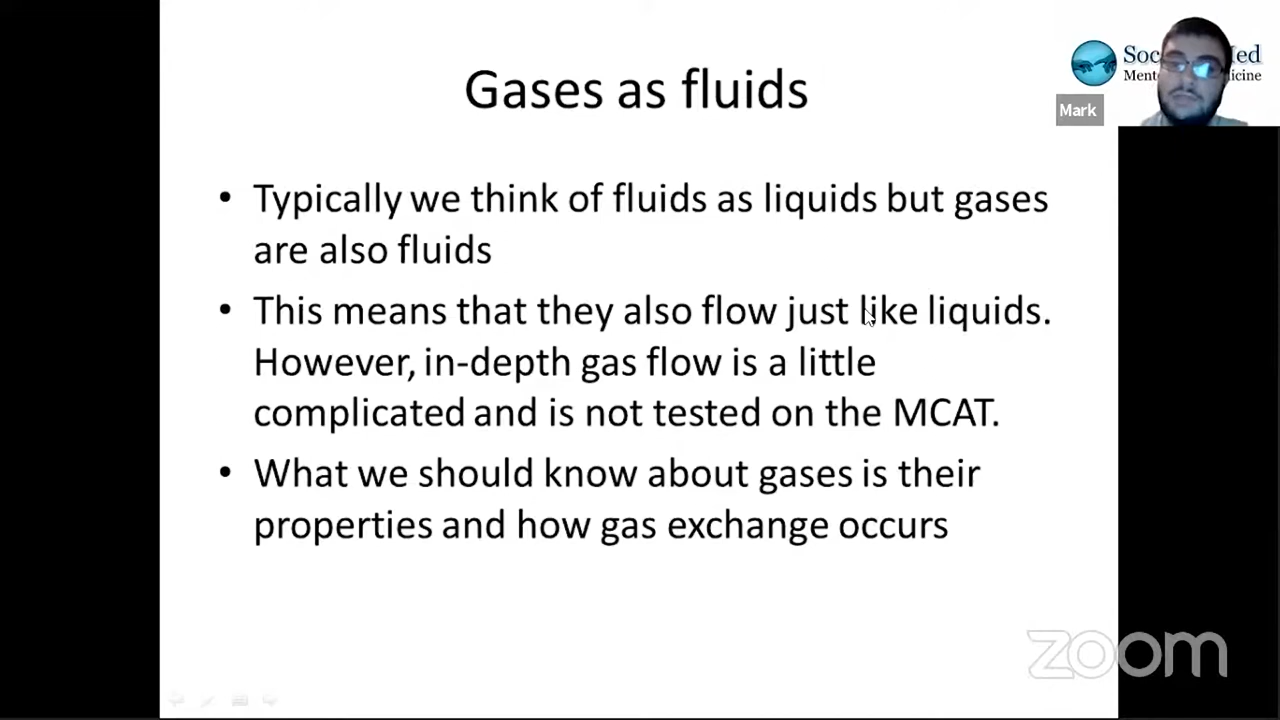 Gases as fluids
Mark
• Typically we think of fluids as liquids but gases
are also fluids
• This means that they also flow just like liquids.
However, in-depth gas flow is a little
complicated and is not tested on the MCAT.
• What we should know about gases is their
properties and how gas exchange occurs
zoom